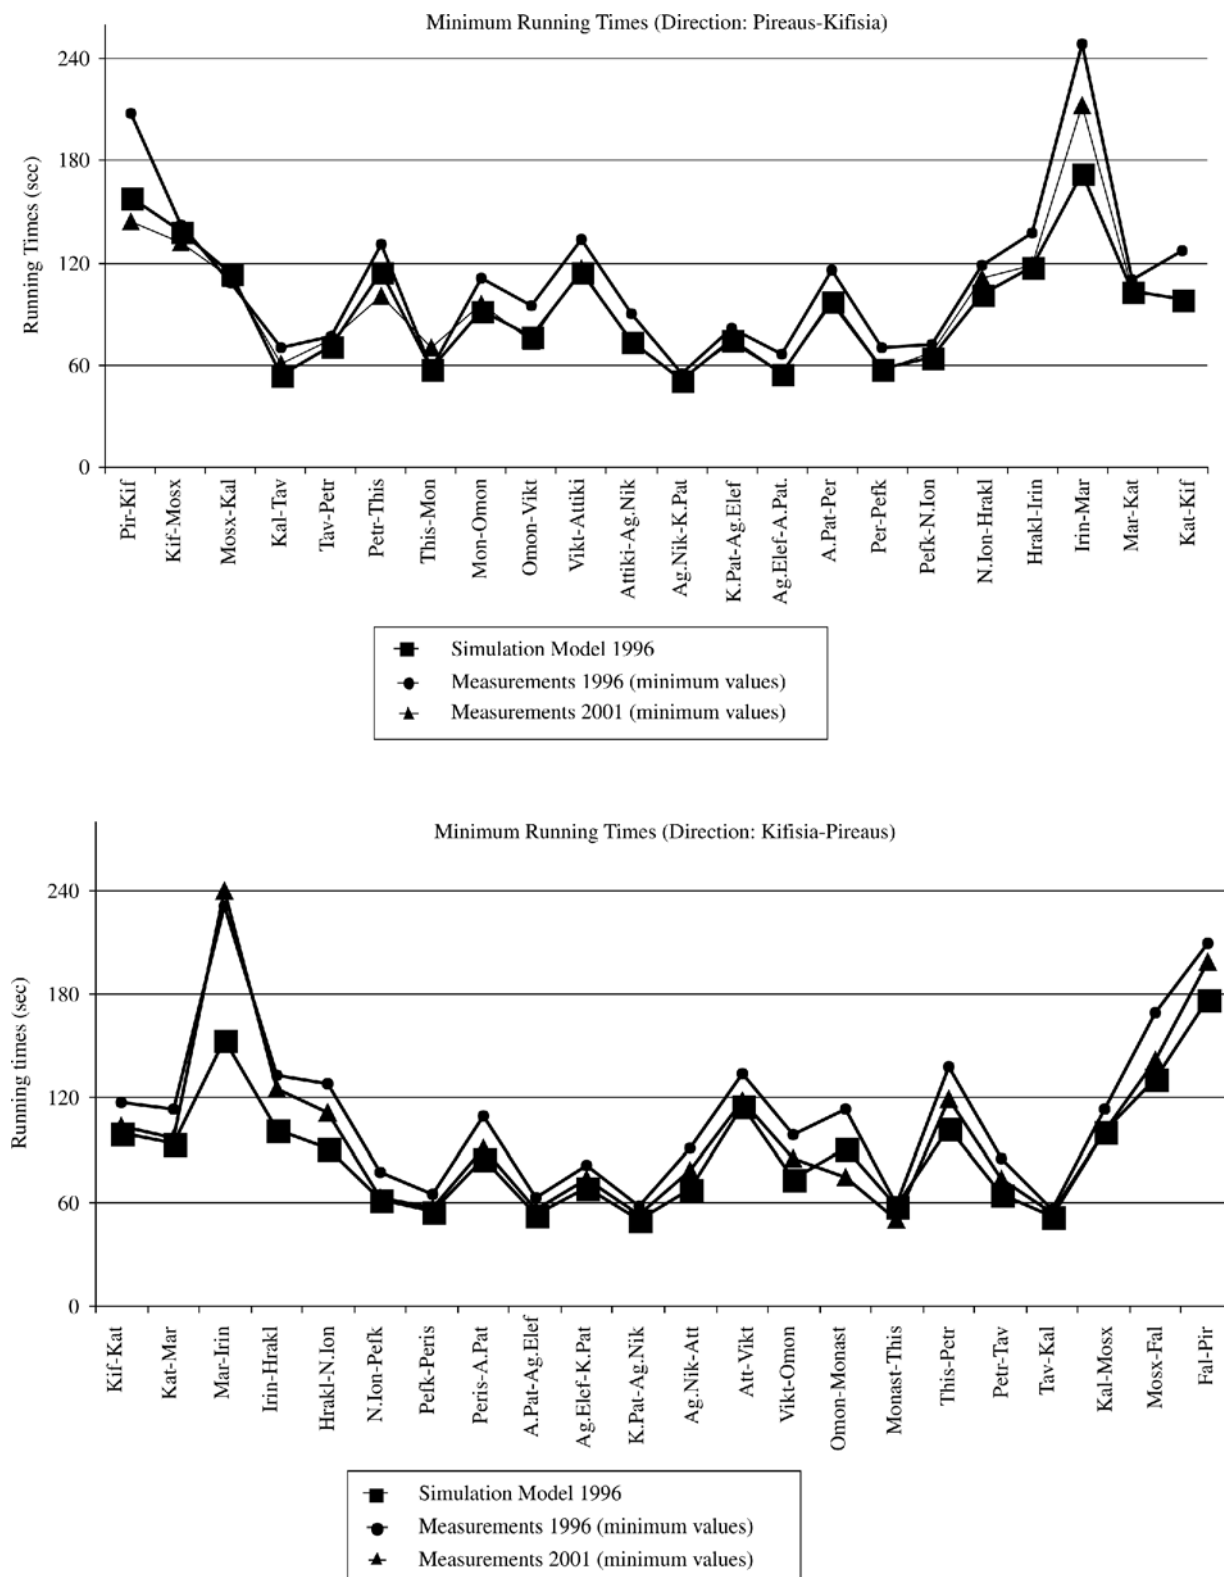 Minimum Running Times (Direction: Pireaus-Kifisia)
Running Times (sec)
240
180
120
60
0
Pir-Kif
Kif-Mosx
Mosx-Kal
Kal-Tav
Tav-Petr
Petr-This
This-Mon
Mon-Omon
Omon-Vikt
Vikt-Attiki
Attiki-Ag.Nik
Ag.Nik-K.Pat
K.Pat-Ag.Elef
Ag.Elef-A.Pat.
A.Pat-Per
Per-Pefk
Pefk-N.Ion
N.Ion-Hrakl
Hrakl-Irin
Irin-Mar
Mar-Kat
Kat-Kif
Simulation Model 1996
Measurements 1996 (minimum values)
Measurements 2001 (minimum values)
Minimum Running Times (Direction: Kifisia-Pireaus)
Running times (sec)
240
180
120
60
0
Kif-Kat
Kat-Mar
Mar-Irin
Irin-Hrakl
Hrakl-N.Ion
N.Ion-Pefk
Pefk-Peris
Peris-A.Pat
A.Pat-Ag.Elef
Ag.Elef-K.Pat
K.Pat-Ag.Nik
Ag.Nik-Att
Att-Vikt
Vikt-Omon
Omon-Monast
Monast-This
This-Petr
Petr-Tav
Tav-Kal
Kal-Mosx
Mosx-Fal
Fal-Pir
Simulation Model 1996
Measurements 1996 (minimum values)
Measurements 2001 (minimum values)